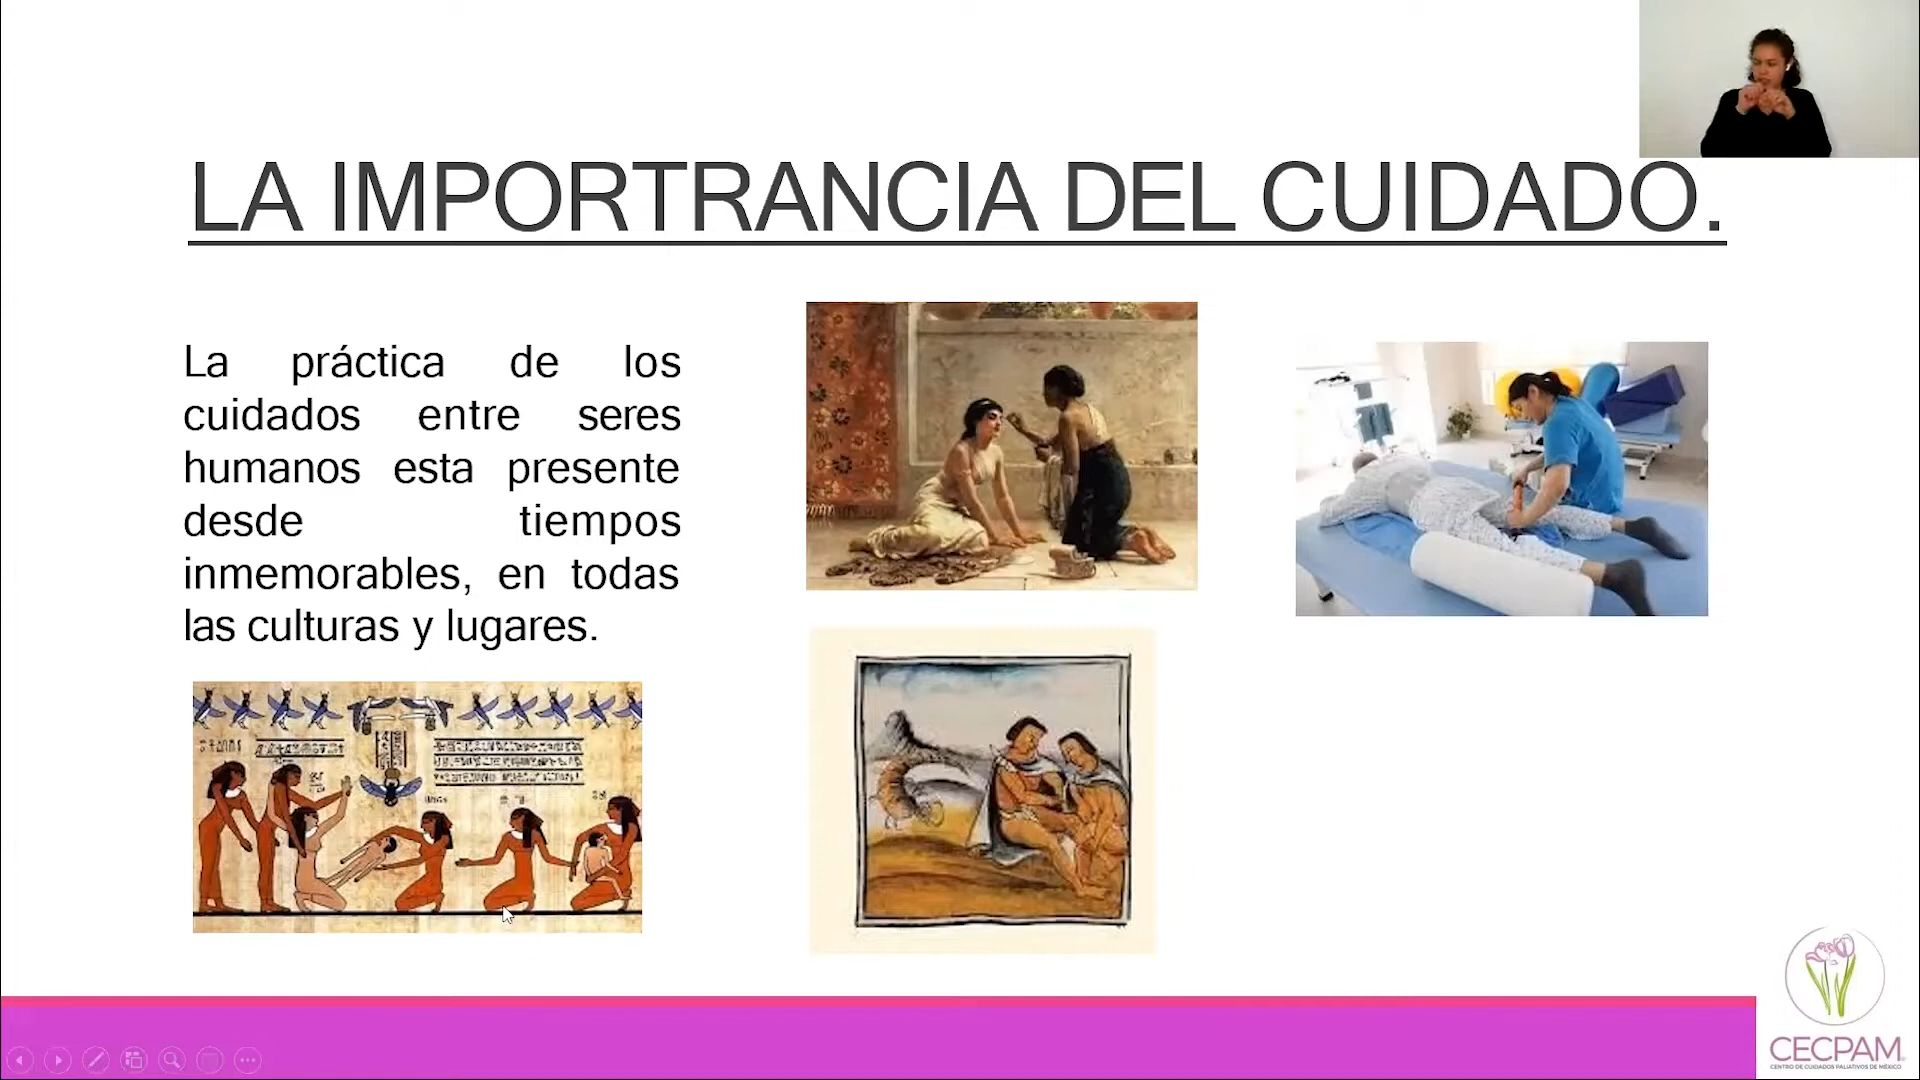 LA IMPORTRANCIA DEL CUIDADO.
La práctica de los
cuidados entre seres
humanos esta presente
desde tiempos
inmemorables, en todas
las culturas y lugares.
CECPAM
CENTRO DE CUIDADOS PALIATIVOS DE MÉXICO